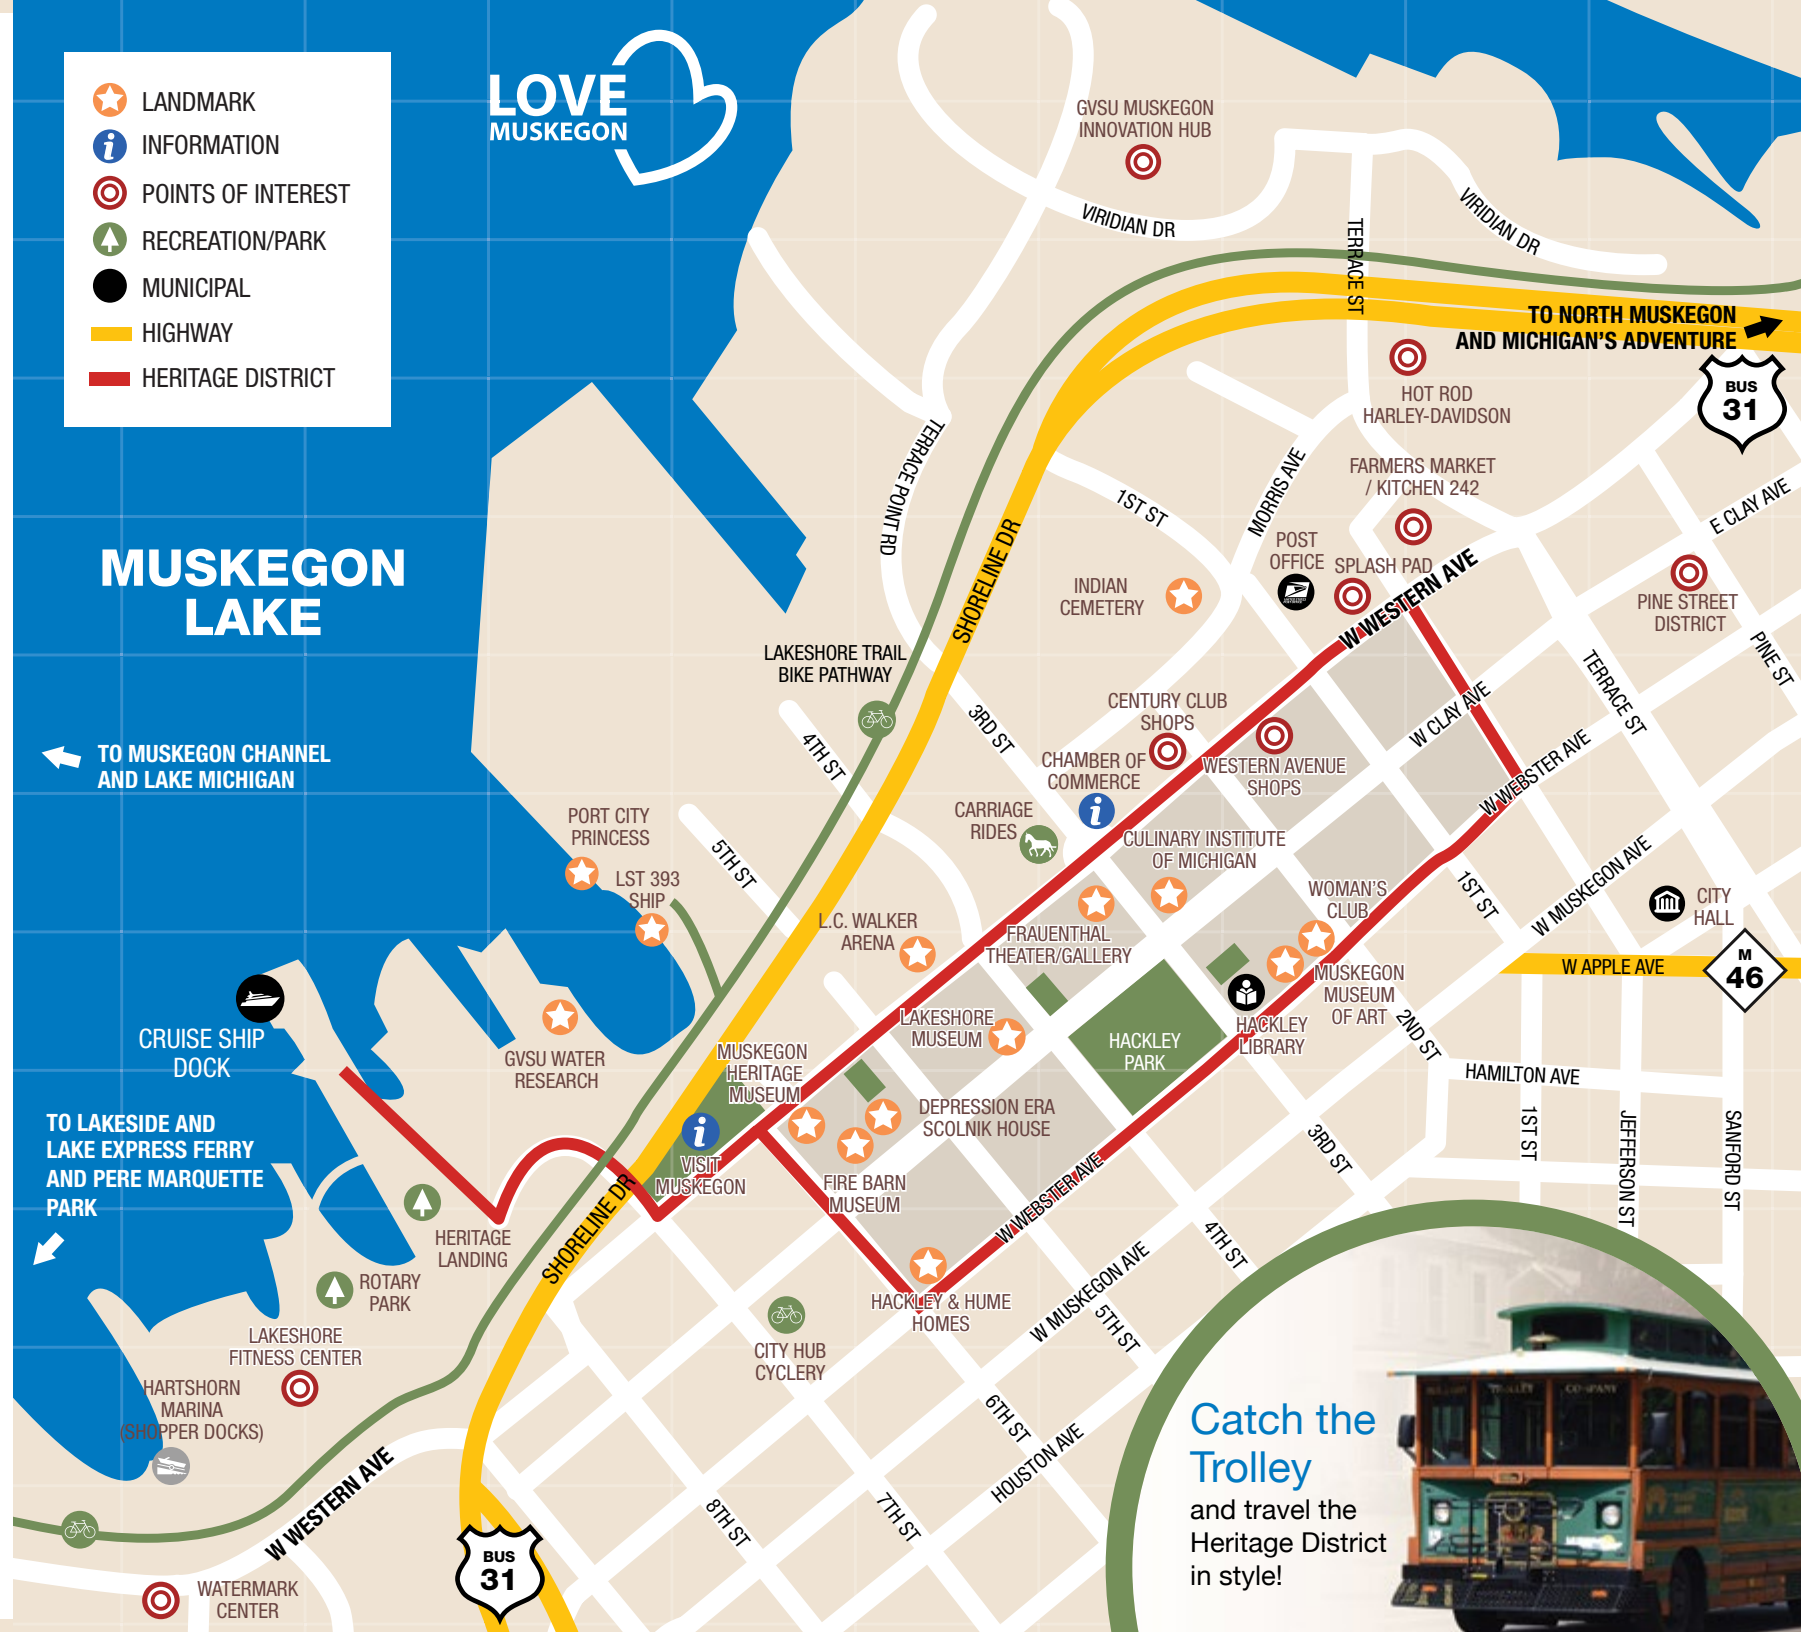 LANDMARK
INFORMATION
POINTS OF INTEREST
RECREATION/PARK
MUNICIPAL
HIGHWAY
HERITAGE DISTRICT
LOVE
MUSKEGON
GVSU MUSKEGON
INNOVATION HUB
VIRIDIAN DR
VIRIDIAN DR
TERRACE ST
TO NORTH MUSKEGON
AND MICHIGAN'S ADVENTURE
BUS
31
HOT ROD
HARLEY-DAVIDSON
TERRACE POINT RD
MORRIS AVE
1ST ST
FARMERS MARKET
/ KITCHEN 242
E CLAY AVE
POST
OFFICE
SPLASH PAD
W WESTERN AVE
PINE STREET
DISTRICT
PINE ST
INDIAN
CEMETERY
SHORELINE DR
MUSKEGON
LAKE
LAKESHORE TRAIL
BIKE PATHWAY
TERRACE ST
W CLAY AVE
W WEBSTER AVE
CENTURY CLUB
SHOPS
3RD ST
4TH ST
CHAMBER OF
COMMERCE
WESTERN AVENUE
SHOPS
TO MUSKEGON CHANNEL
AND LAKE MICHIGAN
CARRIAGE
RIDES
PORT CITY
PRINCESS
5TH ST
CULINARY INSTITUTE
OF MICHIGAN
LST 393
SHIP
WOMAN'S
CLUB
1ST ST
W MUSKEGON AVE
CITY
HALL
L.C. WALKER
ARENA
FRAUENTHAL
THEATER/GALLERY
W APPLE AVE
M
46
MUSKEGON
MUSEUM
OF ART
HACKLEY
LIBRARY
2ND ST
LAKESHORE
MUSEUM
HACKLEY
PARK
CRUISE SHIP
DOCK
GVSU WATER
RESEARCH
MUSKEGON
HERITAGE
MUSEUM
HAMILTON AVE
DEPRESSION ERA
SCOLNIK HOUSE
TO LAKESIDE AND
LAKE EXPRESS FERRY
AND PERE MARQUETTE
PARK
1ST ST
JEFFERSON ST
SANFORD ST
3RD ST
VISIT
MUSKEGON
FIRE BARN
MUSEUM
W WEBSTER AVE
SHORELINE DR
HERITAGE
LANDING
4TH ST
W MUSKEGON AVE
ROTARY
PARK
HACKLEY & HUME
HOMES
5TH ST
LAKESHORE
FITNESS CENTER
CITY HUB
CYCLERY
HARTSHORN
MARINA
(SHOPPER DOCKS)
6TH ST
HOUSTON AVE
W WESTERN AVE
8TH ST
7TH ST
BUS
31
WATERMARK
CENTER
Catch the
Trolley
and travel the
Heritage District
in style!
TROLLEY COMPANY